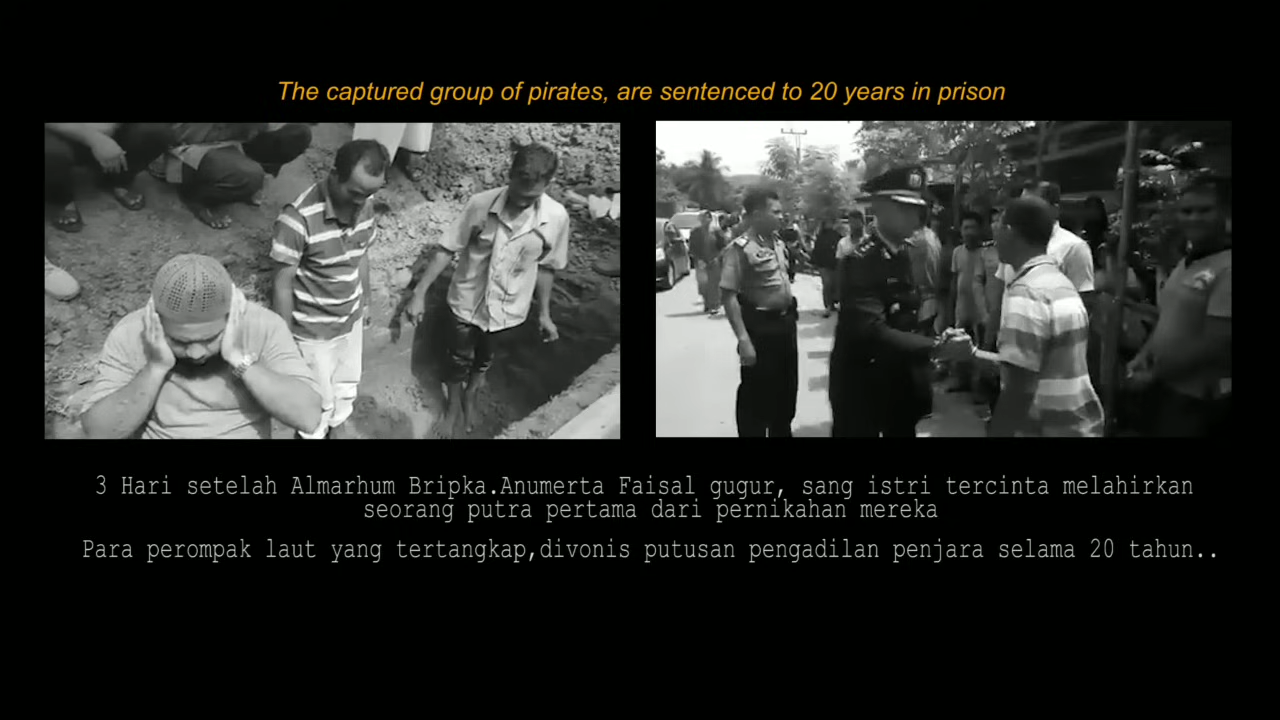 The captured group of pirates, are sentenced to 20 years in prison
3 Hari setelah Almarhum Bripka.Anumerta Faisal gugur, sang istri tercinta melahirkan
seorang putra pertama dari pernikahan mereka
Para perompak laut yang tertangkap,divonis putusan pengadilan penjara selama 20 tahun..